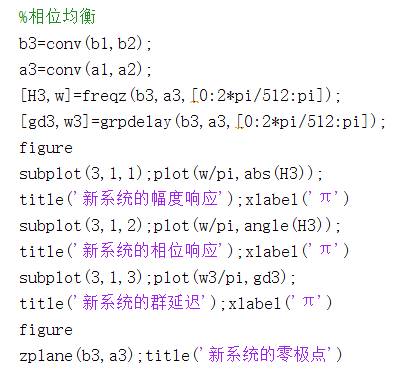 %相位均衡
b3=conv(b1,b2);
a3=conv(a1,a2);
[H3,w]=freqz(b3,a3,[0:2*pi/512:pi]);
[gd3,w3]=grpdelay(b3,a3,[0:2*pi/512:pi]);
figure
subplot(3,1,1);plot(w/pi,abs(H3));
title('新系统的幅度响应');xlabel('π')
subplot(3,1,2);plot(w/pi,angle(H3));
title('新系统的相位响应');xlabel('π')
subplot(3,1,3);plot(w3/pi,gd3);
title('新系统的群延迟');xlabel('π')
figure
zplane(b3,a3);title('新系统的零极点')